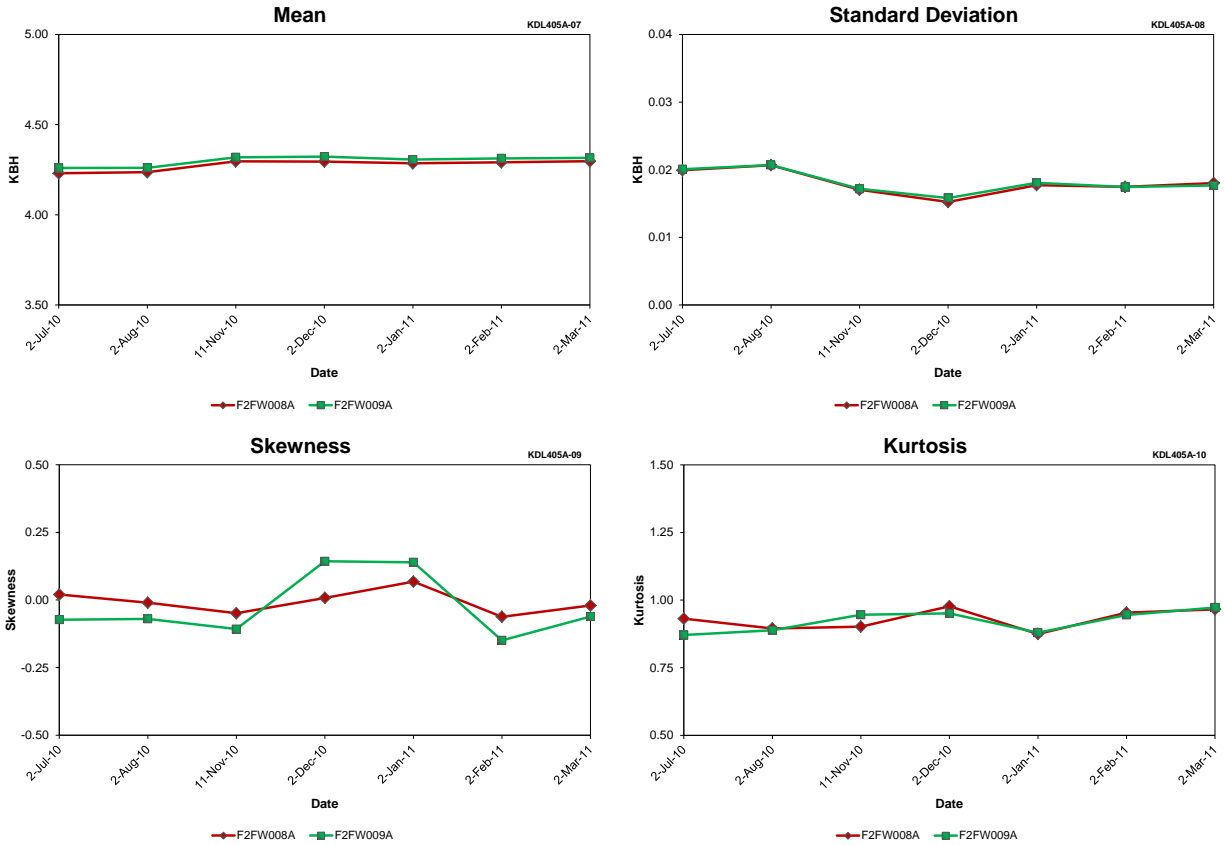 Mean
KDL405A-07
5.00
4.50
4.00
3.50
KBH
2-Jul-10
2-Aug-10
11-Nov-10
2-Dec-10
2-Jan-11
2-Feb-11
2-Mar-11
Date
F2FW008A F2FW009A
Standard Deviation
KDL405A-08
0.04
0.03
0.02
0.01
0.00
KBH
2-Jul-10
2-Aug-10
11-Nov-10
2-Dec-10
2-Jan-11
2-Feb-11
2-Mar-11
Date
F2FW008A F2FW009A
Skewness
KDL405A-09
0.50
0.25
0.00
-0.25
-0.50
Skewness
2-Jul-10
2-Aug-10
11-Nov-10
2-Dec-10
2-Jan-11
2-Feb-11
2-Mar-11
Date
F2FW008A F2FW009A
Kurtosis
KDL405A-10
1.50
1.25
1.00
0.75
0.50
Kurtosis
2-Jul-10
2-Aug-10
11-Nov-10
2-Dec-10
2-Jan-11
2-Feb-11
2-Mar-11
Date
F2FW008A F2FW009A